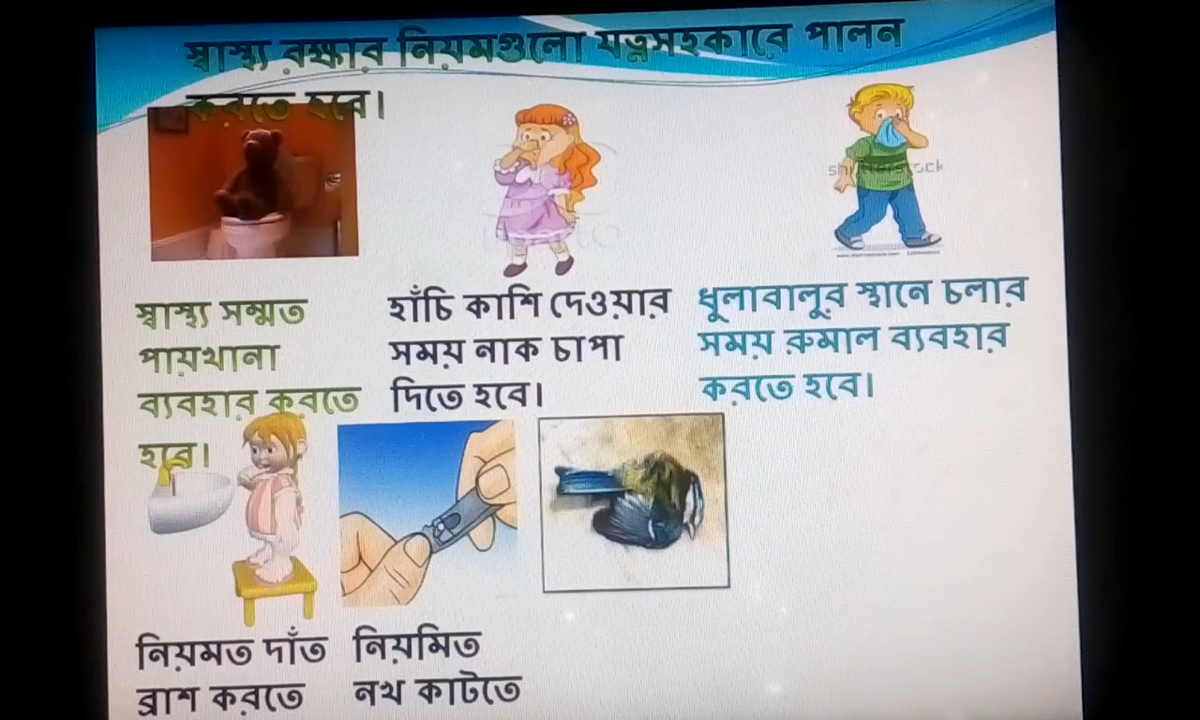 স্বাস্থ্য রক্ষার নিয়মগুলো যত্নসহকারে পালন
করতে হবে।
স্বাস্থ্য সম্মত
পায়খানা
ব্যবহার করতে
হবে।
হাঁচি কাশি দেওয়ার
সময় নাক চাপা
দিতে হবে।
ধুলাবালুর স্থানে চলার
সময় রুমাল ব্যবহার
করতে হবে।
নিয়মত দাঁত
ব্রাশ করতে
নিয়মিত
নখ কাটতে